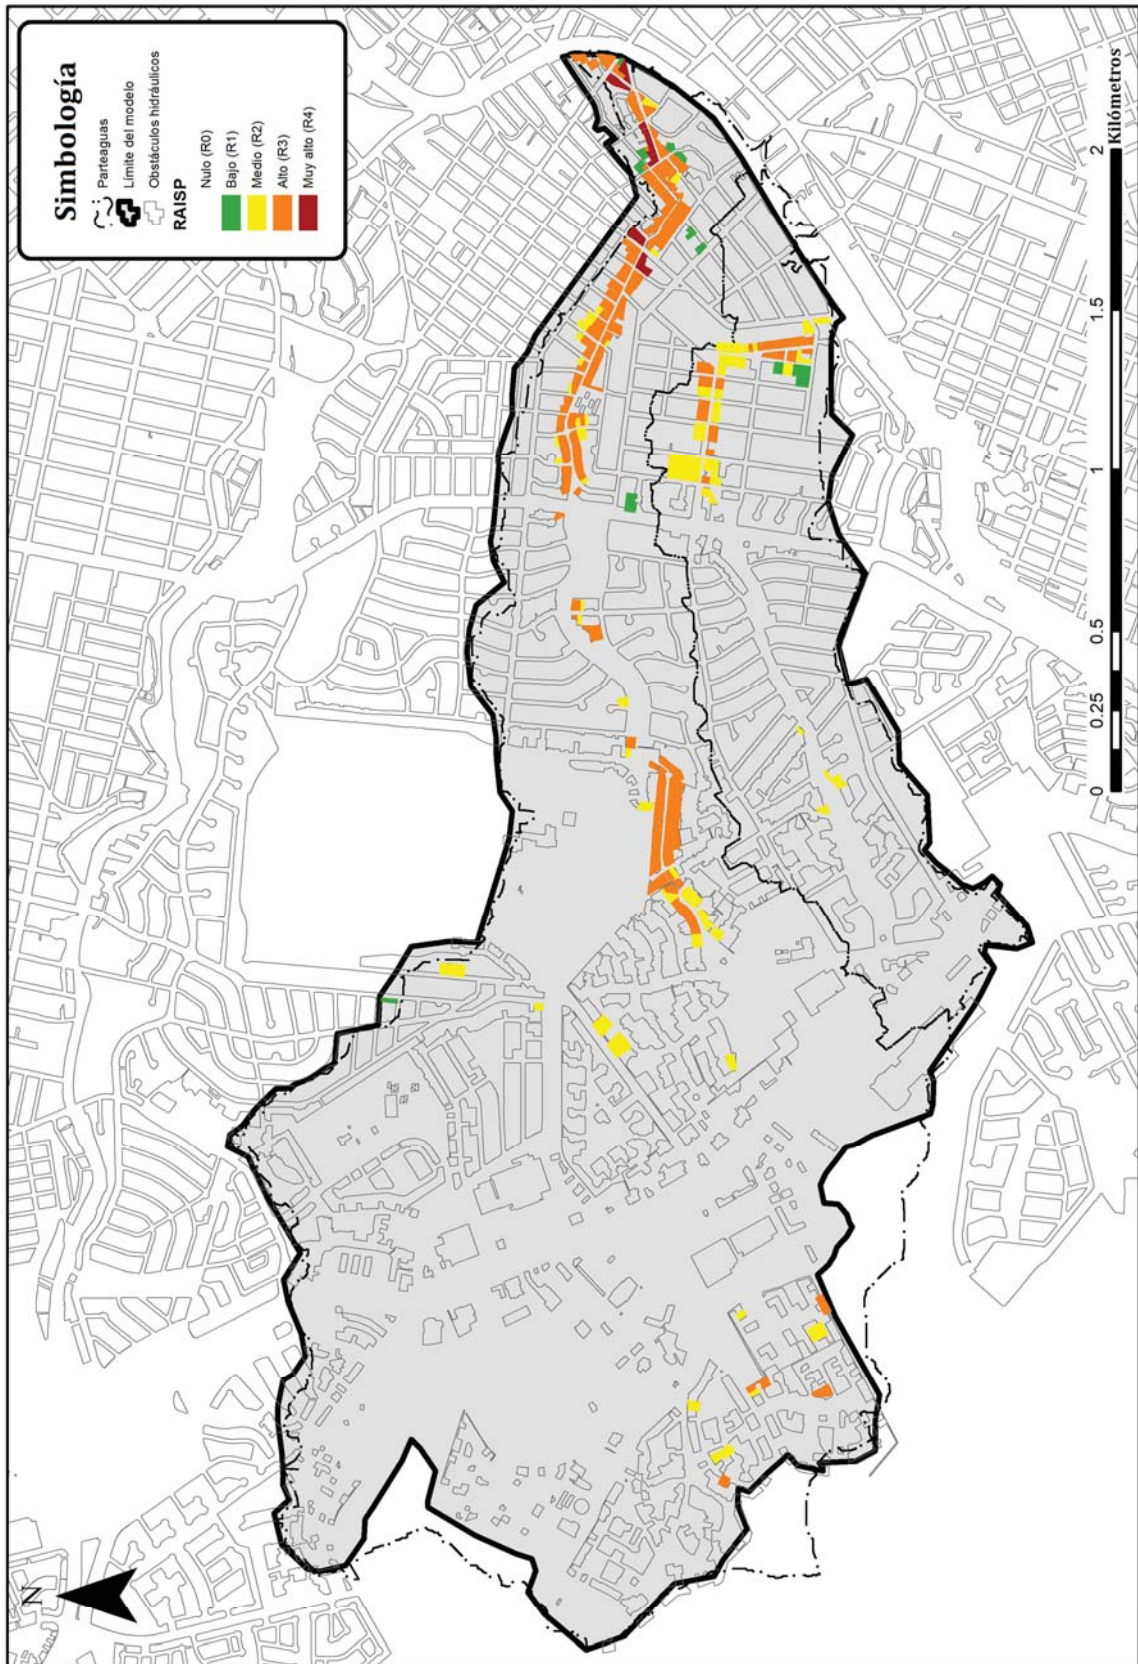 Simbología
Parteaguas
Límite del modelo
Obstáculos hidráulicos
RAISP
Nulo (R0)
Bajo (R1)
Medio (R2)
Alto (R3)
Muy alto (R4)
N
0 0.25 0.5 1 1.5 2
Kilómetros